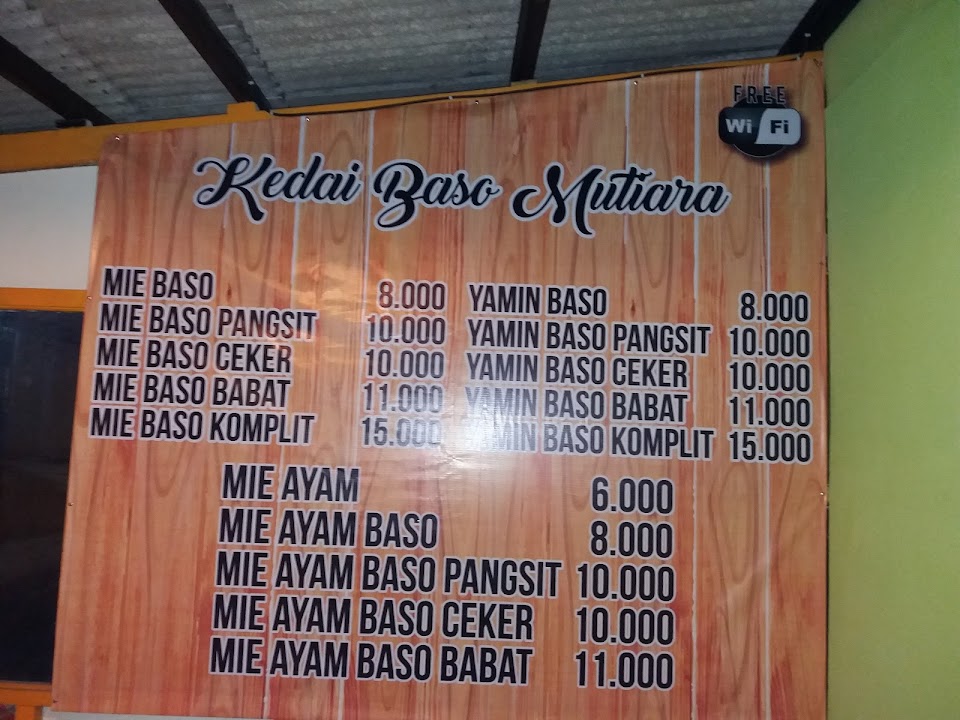 FREE
Wi Fi
Kedai Baso Mutiara
MIE BASO 8.000
MIE BASO PANGSIT 10.000
MIE BASO CEKER 10.000
MIE BASO BABAT 11.000
MIE BASO KOMPLIT 15.000
YAMIN BASO 8.000
YAMIN BASO PANGSIT 10.000
YAMIN BASO CEKER 10.000
YAMIN BASO BABAT 11.000
YAMIN BASO KOMPLIT 15.000
MIE AYAM 6.000
MIE AYAM BASO 8.000
MIE AYAM BASO PANGSIT 10.000
MIE AYAM BASO CEKER 10.000
MIE AYAM BASO BABAT 11.000